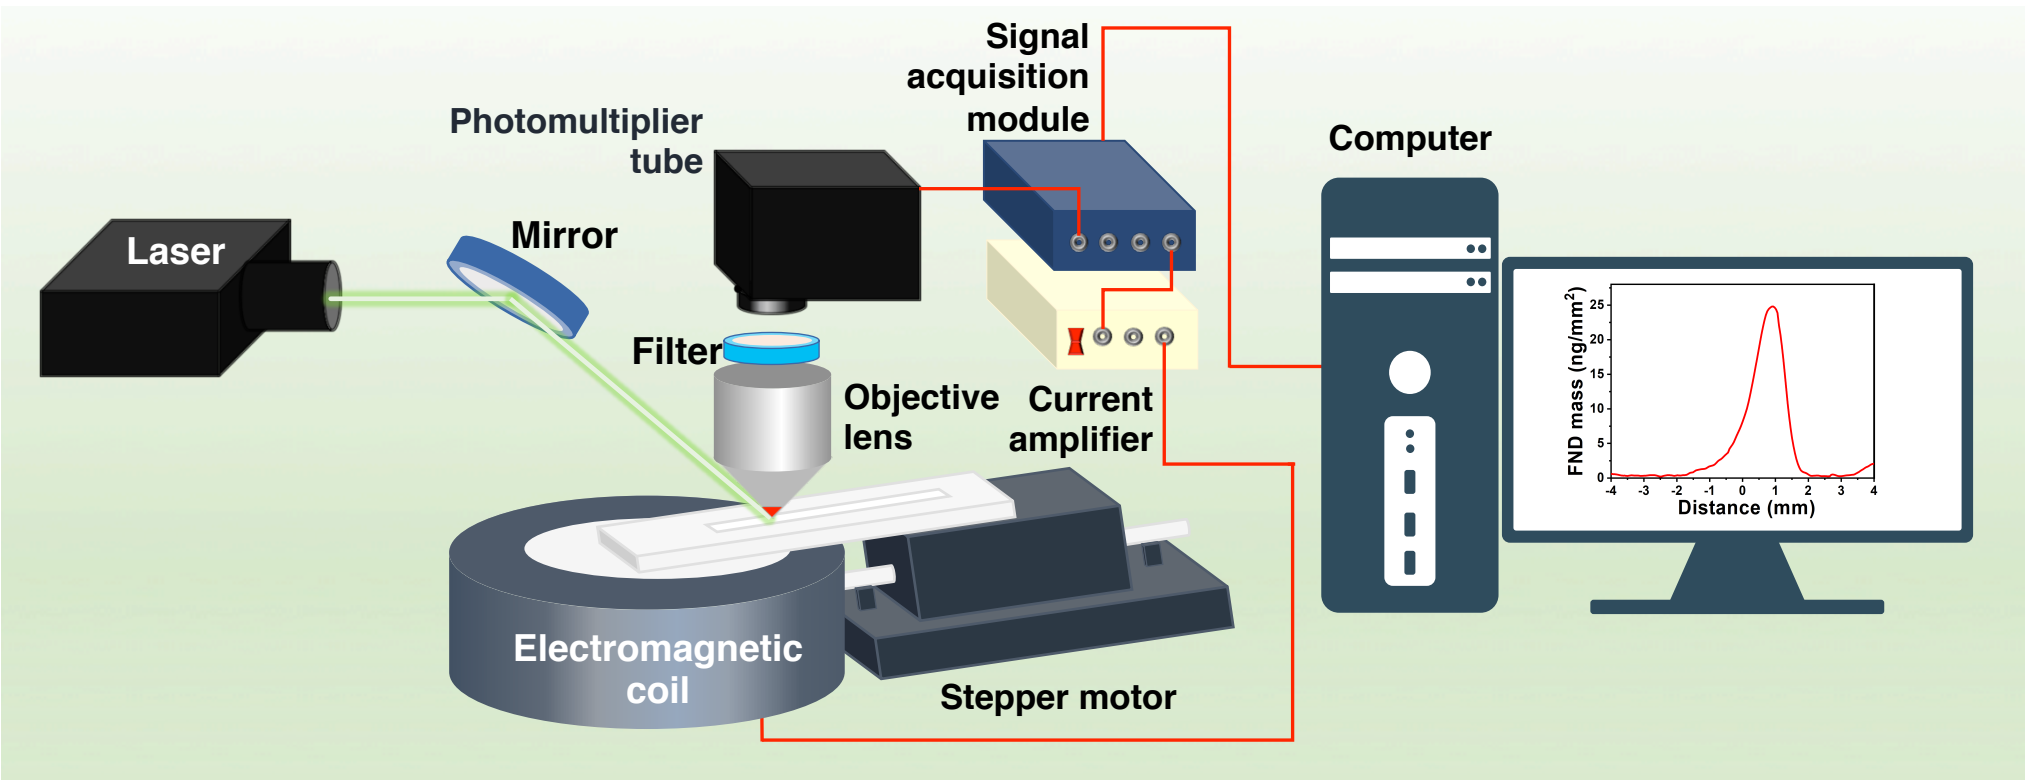 Signal
acquisition
module
Photomultiplier
tube
Computer
Laser
Mirror
Filter
Objective
lens
Current
amplifier
Electromagnetic
coil
Stepper motor
FND mass (ng/mm²)
25
20
15
10
5
0
-4 -3 -2 -1 0 1 2 3 4
Distance (mm)